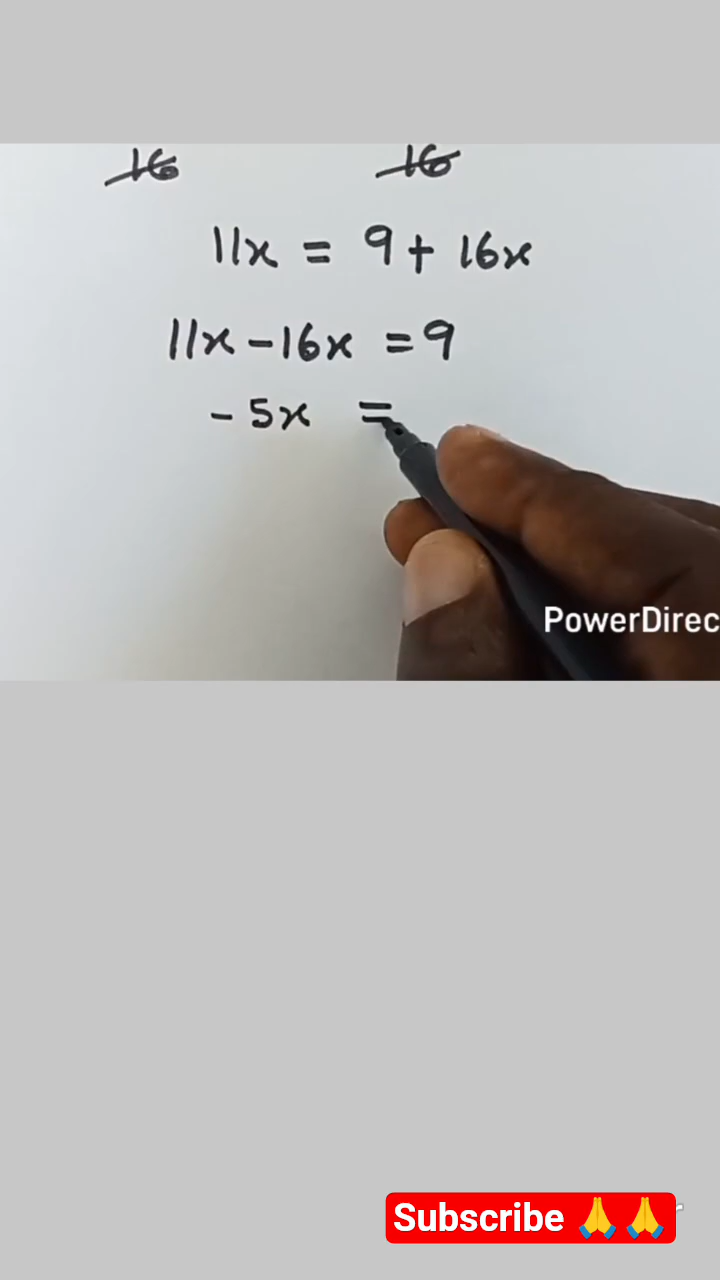 16 16
11x = 9 + 16x
11x - 16x = 9
- 5x =
PowerDirec
Subscribe 🙏 🙏